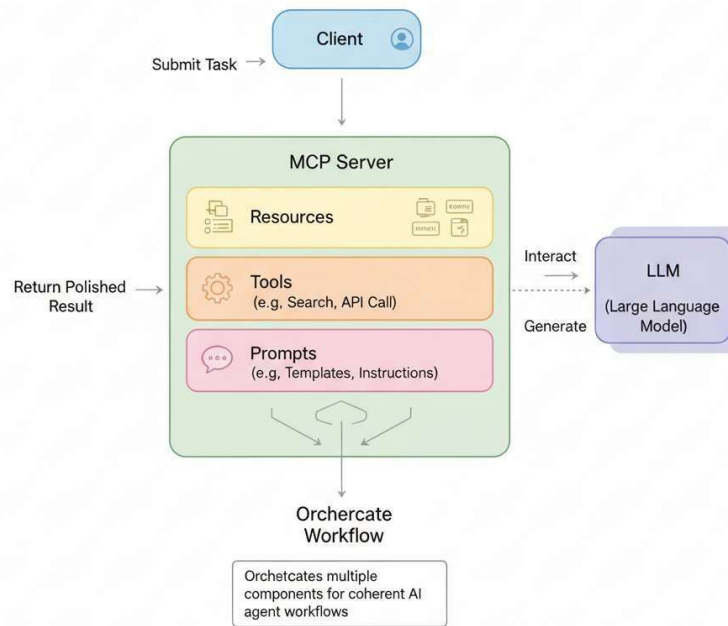 Client
Submit Task
MCP Server
Resources
Tools
(e.g, Search, API Call)
Prompts
(e.g, Templates, Instructions)
Return Polished
Result
Interact
Generate
LLM
(Large Language
Model)
Orchercate
Workflow
Orchetcates multiple
components for coherent AI
agent workflows